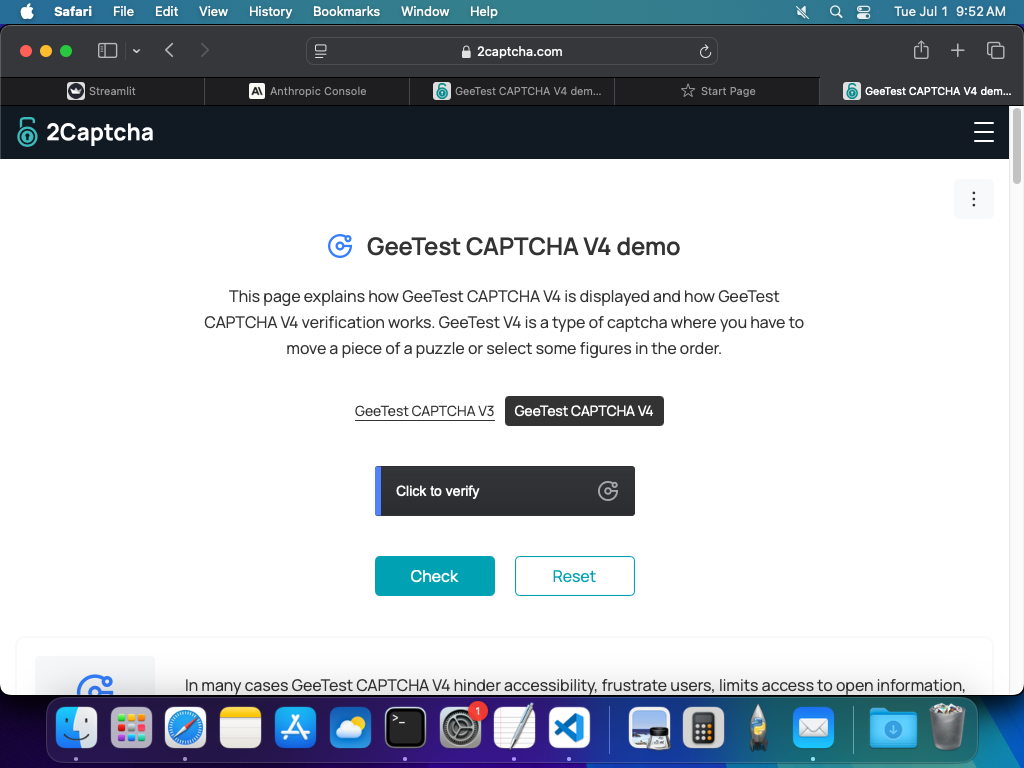 Safari File Edit View History Bookmarks Window Help Tue Jul 1 9:52 AM
2captcha.com
Streamlit
Anthropic Console
GeeTest CAPTCHA V4 dem...
Start Page
GeeTest CAPTCHA V4 dem...
2Captcha
GeeTest CAPTCHA V4 demo
This page explains how GeeTest CAPTCHA V4 is displayed and how GeeTest
CAPTCHA V4 verification works. GeeTest V4 is a type of captcha where you have to
move a piece of a puzzle or select some figures in the order.
GeeTest CAPTCHA V3 GeeTest CAPTCHA V4
Click to verify
Check Reset
In many cases GeeTest CAPTCHA V4 hinder accessibility, frustrate users, limits access to open information,
1